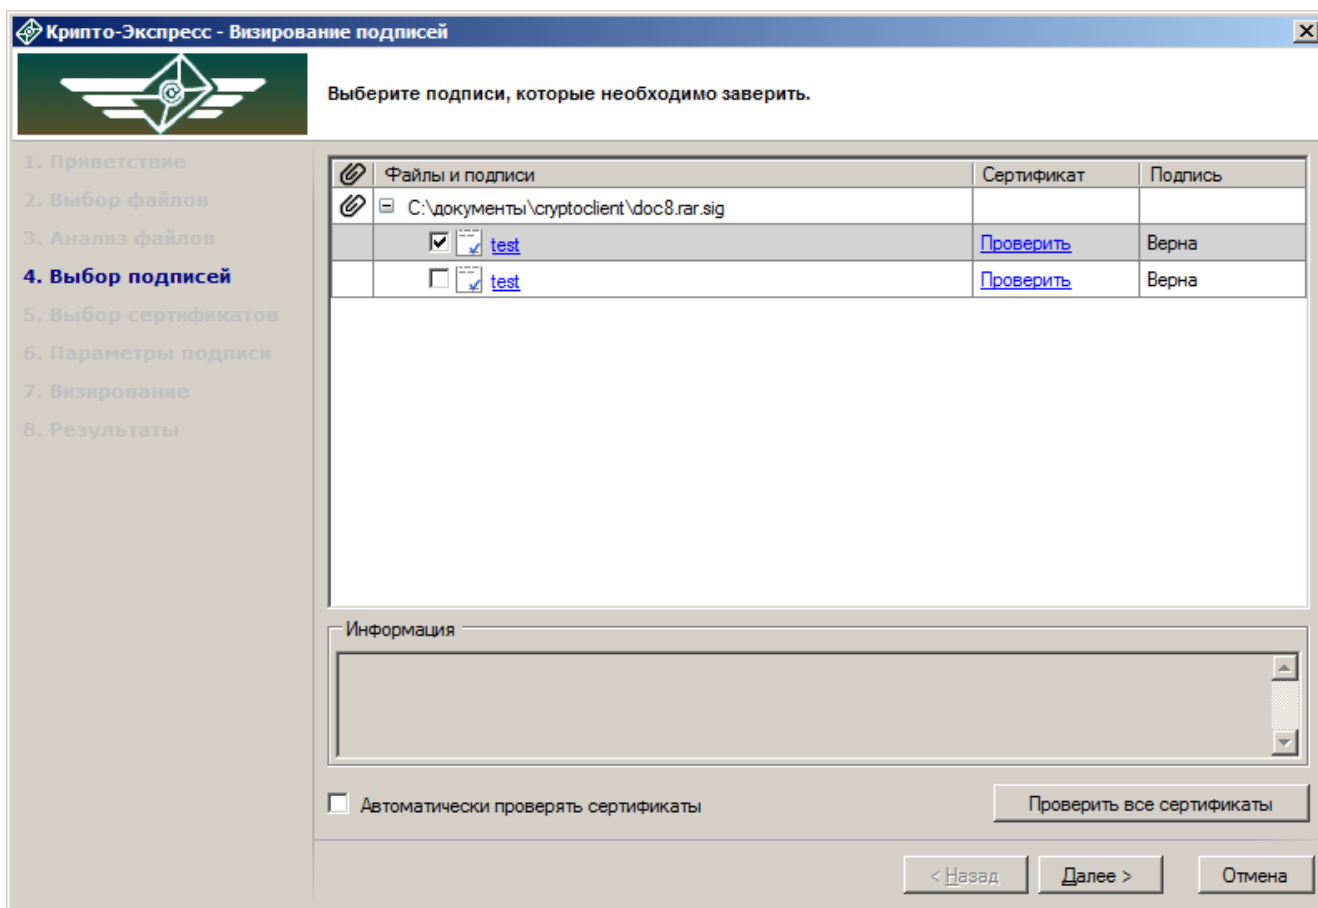 Крипто-Экспресс - Визирование подписей
Выберите подписи, которые необходимо заверить.
1. Приветствие
2. Выбор файлов
3. Анализ файлов
4. Выбор подписей
5. Выбор сертификатов
6. Параметры подписи
7. Визирование
8. Результаты
Файлы и подписи Сертификат Подпись
C:\документы\cryptoclient\doc8.rar.sig
test Проверить Верна
test Проверить Верна
Информация
Автоматически проверять сертификаты Проверить все сертификаты
< Назад Далее > Отмена